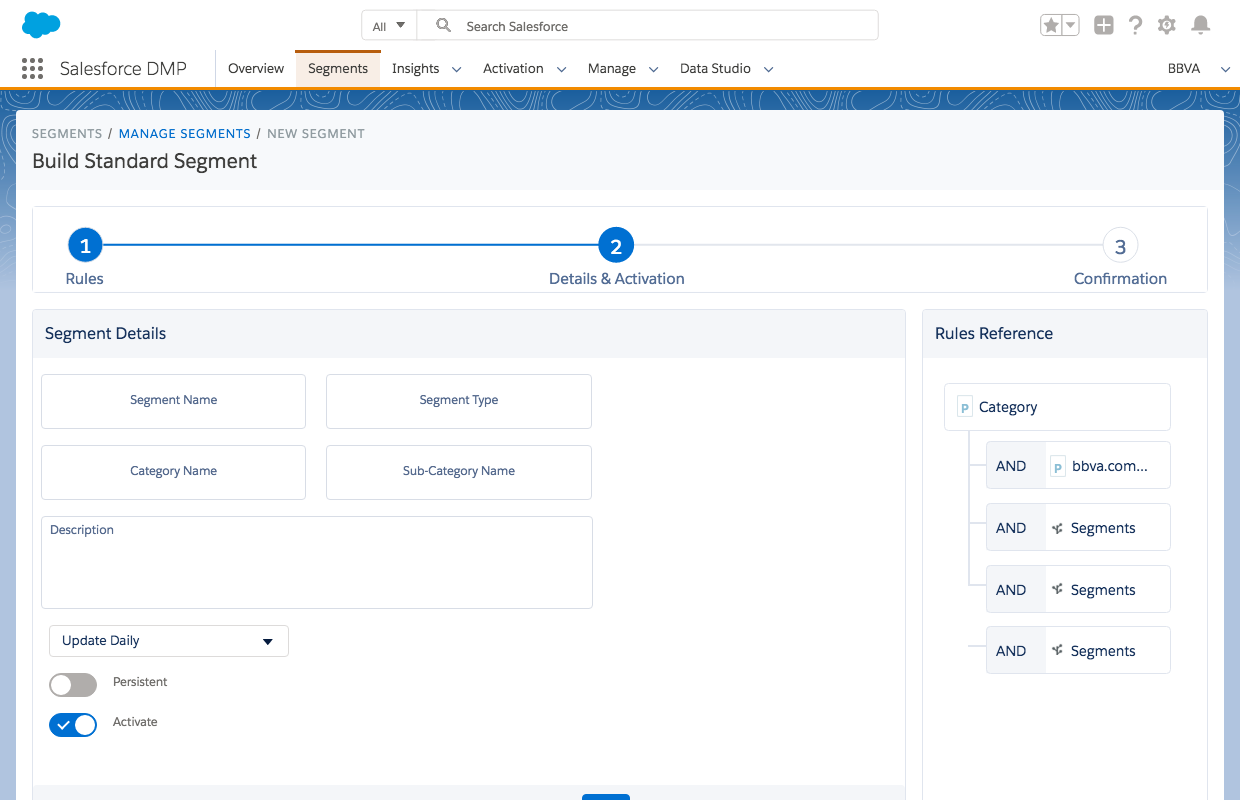 All
Search Salesforce
Salesforce DMP
Overview
Segments
Insights
Activation
Manage
Data Studio
BBVA
SEGMENTS / MANAGE SEGMENTS / NEW SEGMENT
Build Standard Segment
1
2
3
Rules
Details & Activation
Confirmation
Segment Details
Segment Name
Segment Type
Category Name
Sub-Category Name
Description
Update Daily
Persistent
Activate
Rules Reference
P Category
AND P bbva.com...
AND Segments
AND Segments
AND Segments